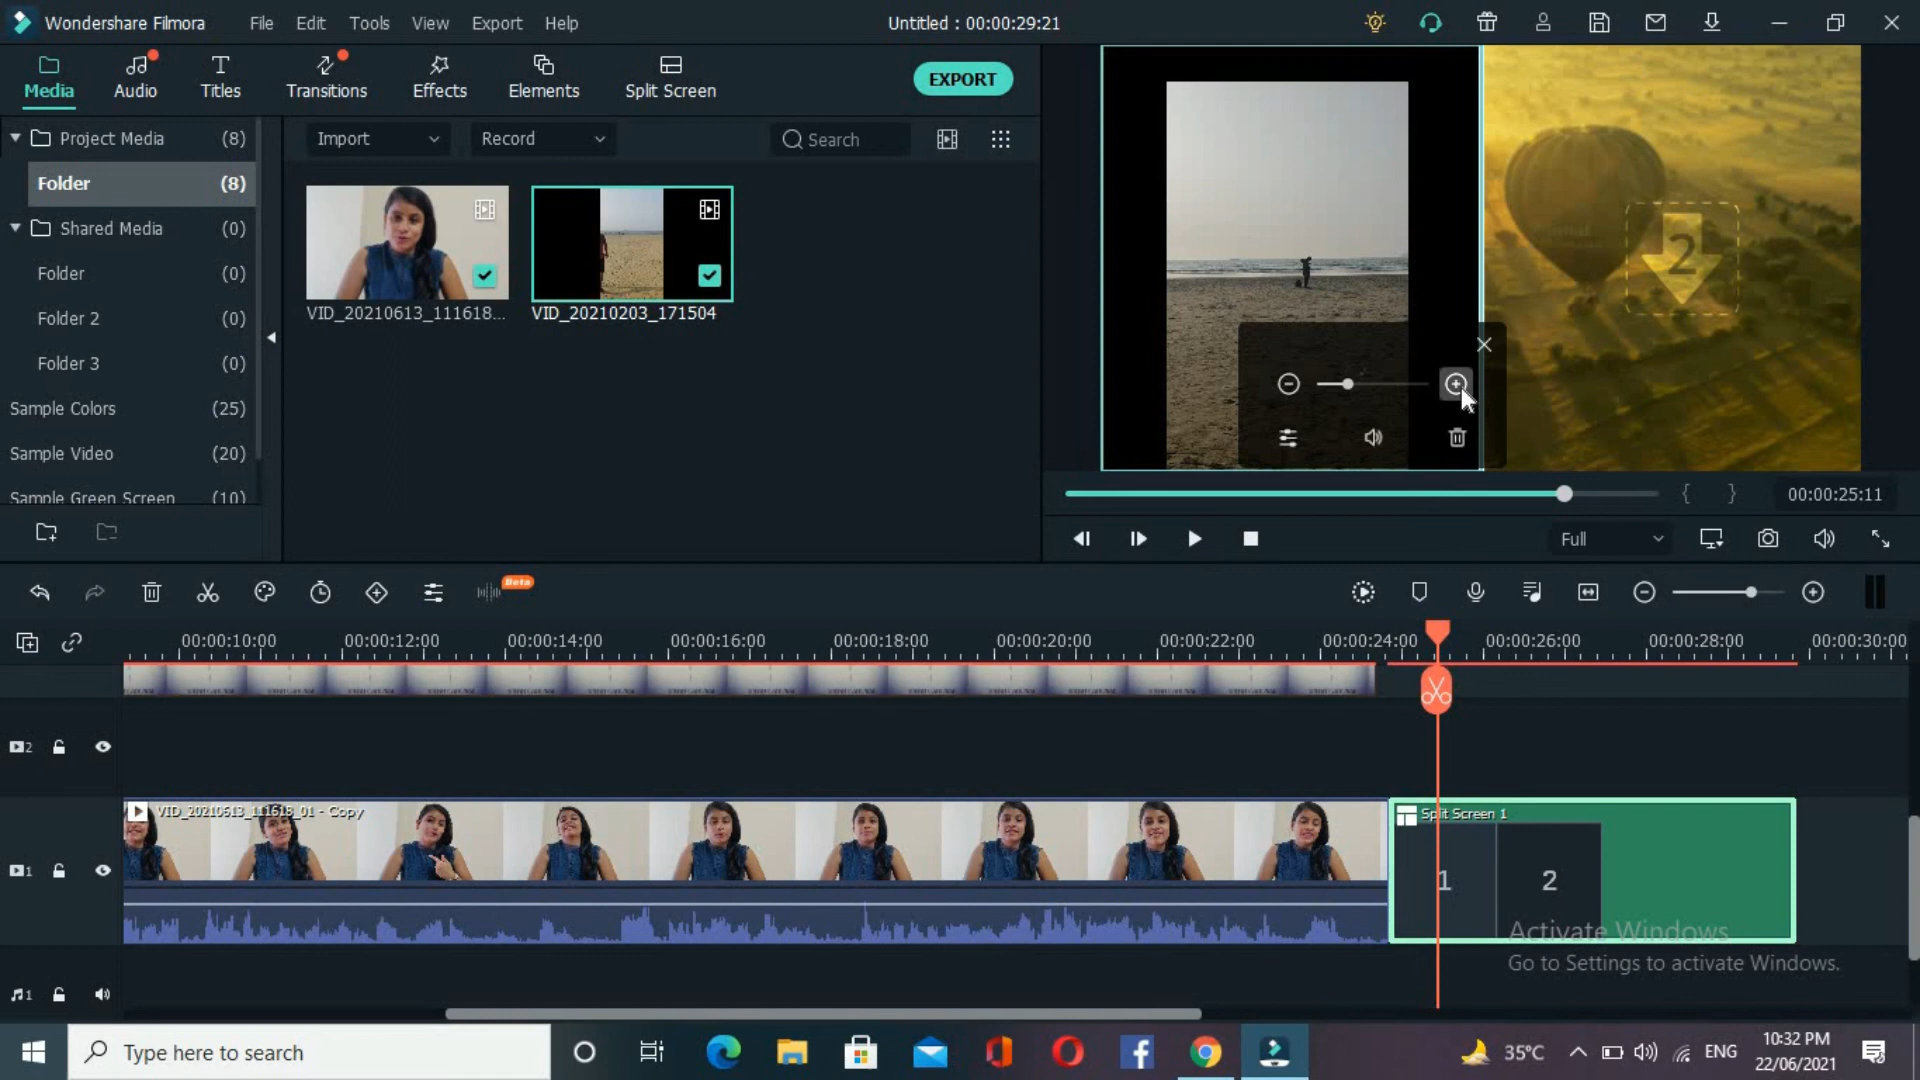 Wondershare Filmora File Edit Tools View Export Help Untitled : 00:00:29:21
Media Audio Titles Transitions Effects Elements Split Screen EXPORT
Project Media (8)
Import Record Search
Folder (8)
Shared Media (0)
Folder (0)
Folder 2 (0)
Folder 3 (0)
Sample Colors (25)
Sample Video (20)
Sample Green Screen (10)
VID_20210613_111618... VID_20210203_171504
2
00:00:25:11
Full
Beta
00:00:10:00 00:00:12:00 00:00:14:00 00:00:16:00 00:00:18:00 00:00:20:00 00:00:22:00 00:00:24:00 00:00:26:00 00:00:28:00 00:00:30:00
2
VID_20210613_111618_01 - Copy Split Screen 1
1
1 2
Activate Windows
Go to Settings to activate Windows.
1
Type here to search 35°C ENG 10:32 PM
22/06/2021